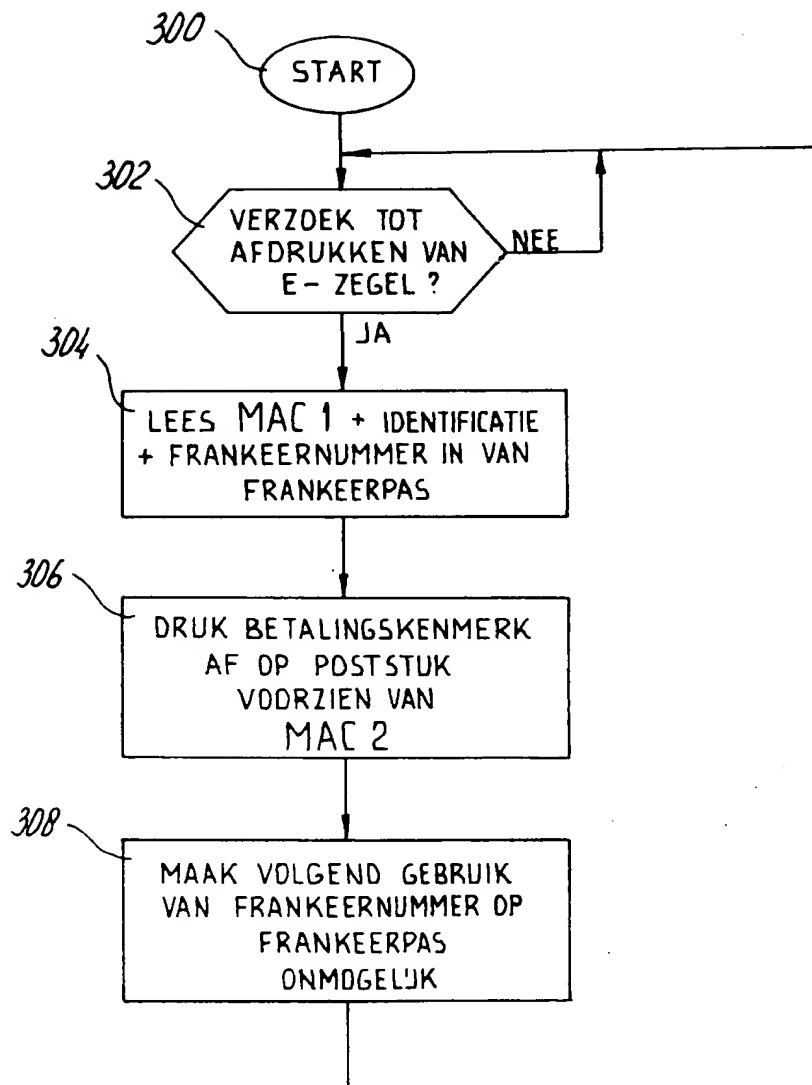 300
START
302
VERZOEK TOT
AFDRUKKEN VAN
E- ZEGEL ?
NEE
JA
304
LEES MAC 1 + IDENTIFICATIE
+ FRANKEERNUMMER IN VAN
FRANKEERPAS
306
DRUK BETALINGSKENMERK
AF OP POSTSTUK
VOORZIEN VAN
MAC 2
308
MAAK VOLGEND GEBRUIK
VAN FRANKEERNUMMER OP
FRANKEERPAS
ONMOGELIJK